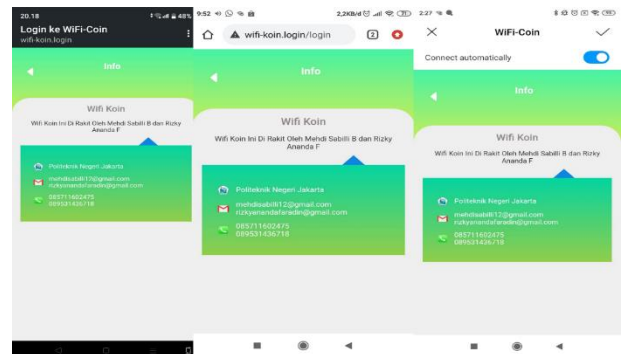 20.18
48%
Login ke WiFi-Coin
wifi-koin.login
Info
Wifi Koin
Wifi Koin Ini Di Rakit Oleh Mehdi Sabilli B dan Rizky
Ananda F
Politeknik Negeri Jakarta
mehdisabilli12@gmail.com
rizkyanandafaradin@gmail.com
085711602475
089531436718
9:52
2,2KB/d
wifi-koin.login/login
2
Info
Wifi Koin
Wifi Koin Ini Di Rakit Oleh Mehdi Sabilli B dan Rizky
Ananda F
Politeknik Negeri Jakarta
mehdisabilli12@gmail.com
rizkyanandafaradin@gmail.com
085711602475
089531436718
2:27
WiFi-Coin
Connect automatically
Info
Wifi Koin
Wifi Koin Ini Di Rakit Oleh Mehdi Sabilli B dan Rizky
Ananda F
Politeknik Negeri Jakarta
mehdisabilli12@gmail.com
rizkyanandafaradin@gmail.com
085711602475
089531436718